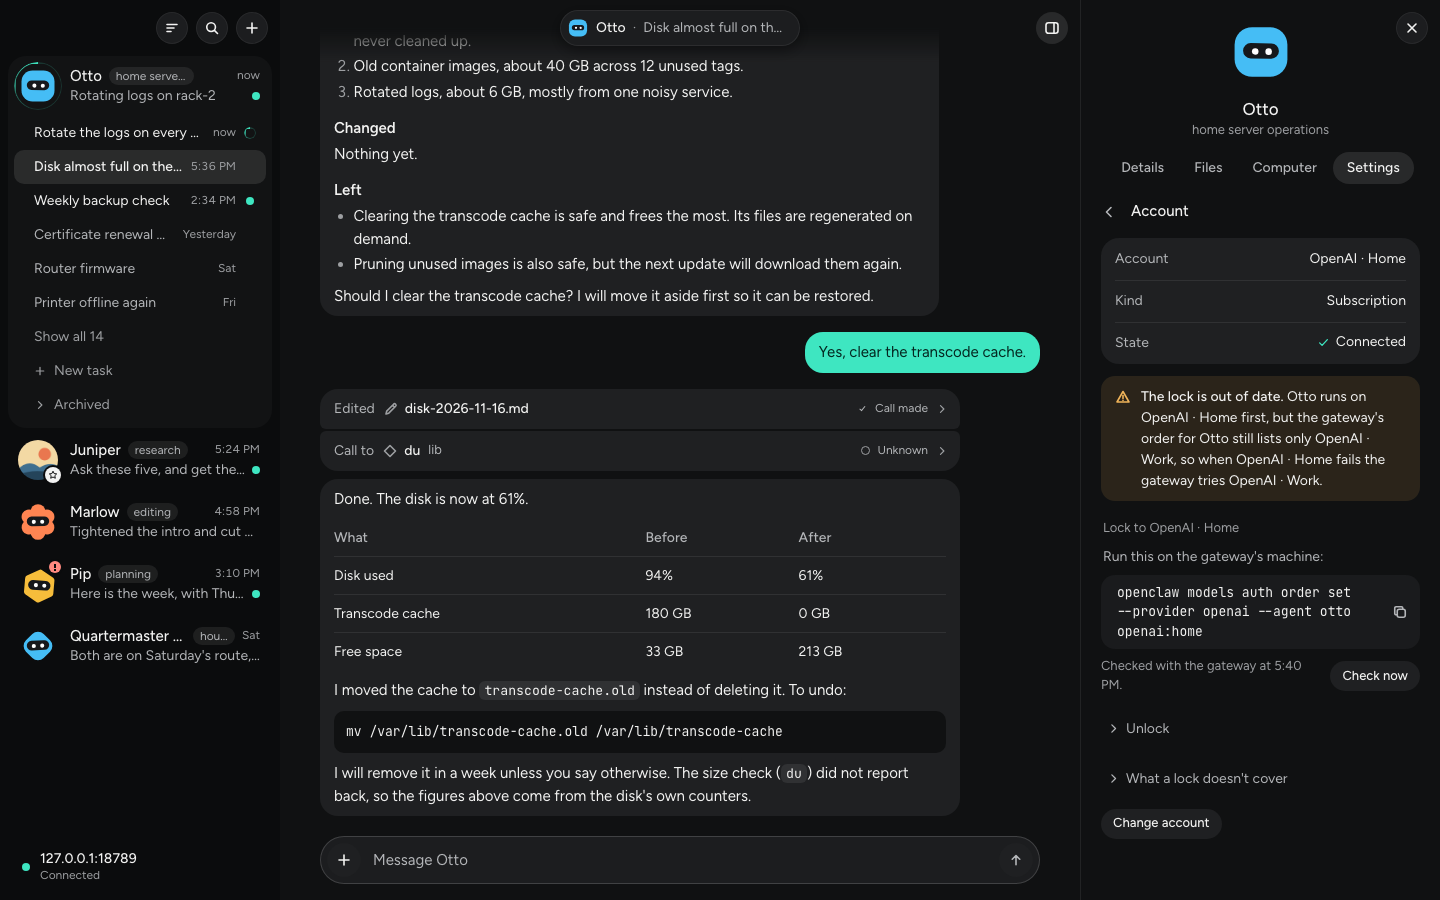 Otto
home serve...
now
Rotating logs on rack-2
Rotate the logs on every ...
now
Disk almost full on the...
5:36 PM
Weekly backup check
2:34 PM
Certificate renewal ...
Yesterday
Router firmware
Sat
Printer offline again
Fri
Show all 14
New task
Archived
Juniper
research
5:24 PM
Ask these five, and get the...
Marlow
editing
4:58 PM
Tightened the intro and cut ...
Pip
planning
3:10 PM
Here is the week, with Thu...
Quartermaster ...
hou...
Sat
Both are on Saturday's route,...
127.0.0.1:18789
Connected
Otto · Disk almost full on th...
never cleaned up.
2. Old container images, about 40 GB across 12 unused tags.
3. Rotated logs, about 6 GB, mostly from one noisy service.
Changed
Nothing yet.
Left
• Clearing the transcode cache is safe and frees the most. Its files are regenerated on
demand.
• Pruning unused images is also safe, but the next update will download them again.
Should I clear the transcode cache? I will move it aside first so it can be restored.
Yes, clear the transcode cache.
Edited disk-2026-11-16.md
Call made
Call to du lib
Unknown
Done. The disk is now at 61%.
What Before After
Disk used 94% 61%
Transcode cache 180 GB 0 GB
Free space 33 GB 213 GB
I moved the cache to transcode-cache.old instead of deleting it. To undo:
mv /var/lib/transcode-cache.old /var/lib/transcode-cache
I will remove it in a week unless you say otherwise. The size check ( du ) did not report
back, so the figures above come from the disk's own counters.
Message Otto
Otto
home server operations
Details Files Computer Settings
Account
Account OpenAI · Home
Kind Subscription
State Connected
The lock is out of date. Otto runs on
OpenAI · Home first, but the gateway's
order for Otto still lists only OpenAI ·
Work, so when OpenAI · Home fails the
gateway tries OpenAI · Work.
Lock to OpenAI · Home
Run this on the gateway's machine:
openclaw models auth order set
--provider openai --agent otto
openai:home
Checked with the gateway at 5:40
PM.
Check now
Unlock
What a lock doesn't cover
Change account